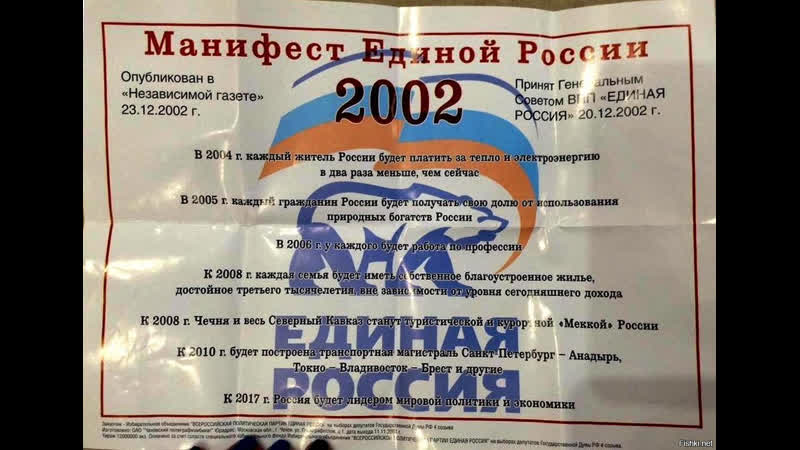 Манифест Единой России
Опубликован в
«Независимой газете»
23.12.2002 г.
2002
Принят Генеральным
Советом ВПП «ЕДИНАЯ
РОССИЯ» 20.12.2002 г.
В 2004 г. каждый житель России будет платить за тепло и электроэнергию
в два раза меньше, чем сейчас
В 2005 г. каждый гражданин России будет получать свою долю от использования
природных богатств России
В 2006 г. у каждого будет работа по профессии
К 2008 г. каждая семья будет иметь собственное благоустроенное жилье,
достойное третьего тысячелетия, вне зависимости от уровня сегодняшнего дохода
К 2008 г. Чечня и весь Северный Кавказ станут туристической и курортной «Меккой» России
ЕДИНАЯ
К 2010 г. будет построена транспортная магистраль Санкт-Петербург – Анадырь,
Токио – Владивосток – Брест и другие
РОССИЯ
К 2017 г. Россия будет лидером мировой политики и экономики
Fishki.net